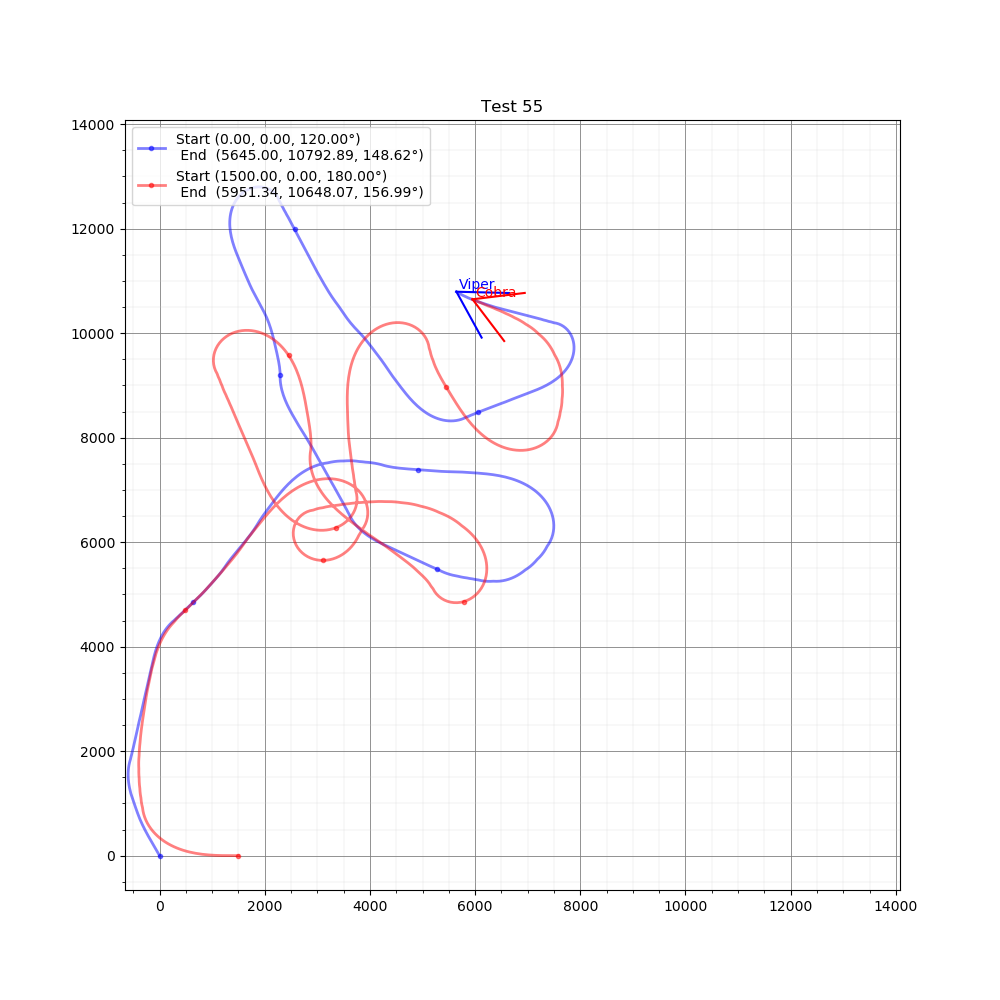 Test 55
Start (0.00, 0.00, 120.00°)
End (5645.00, 10792.89, 148.62°)
Start (1500.00, 0.00, 180.00°)
End (5951.34, 10648.07, 156.99°)
14000
12000
10000
8000
6000
4000
2000
0
Viper
Cobra
0 2000 4000 6000 8000 10000 12000 14000